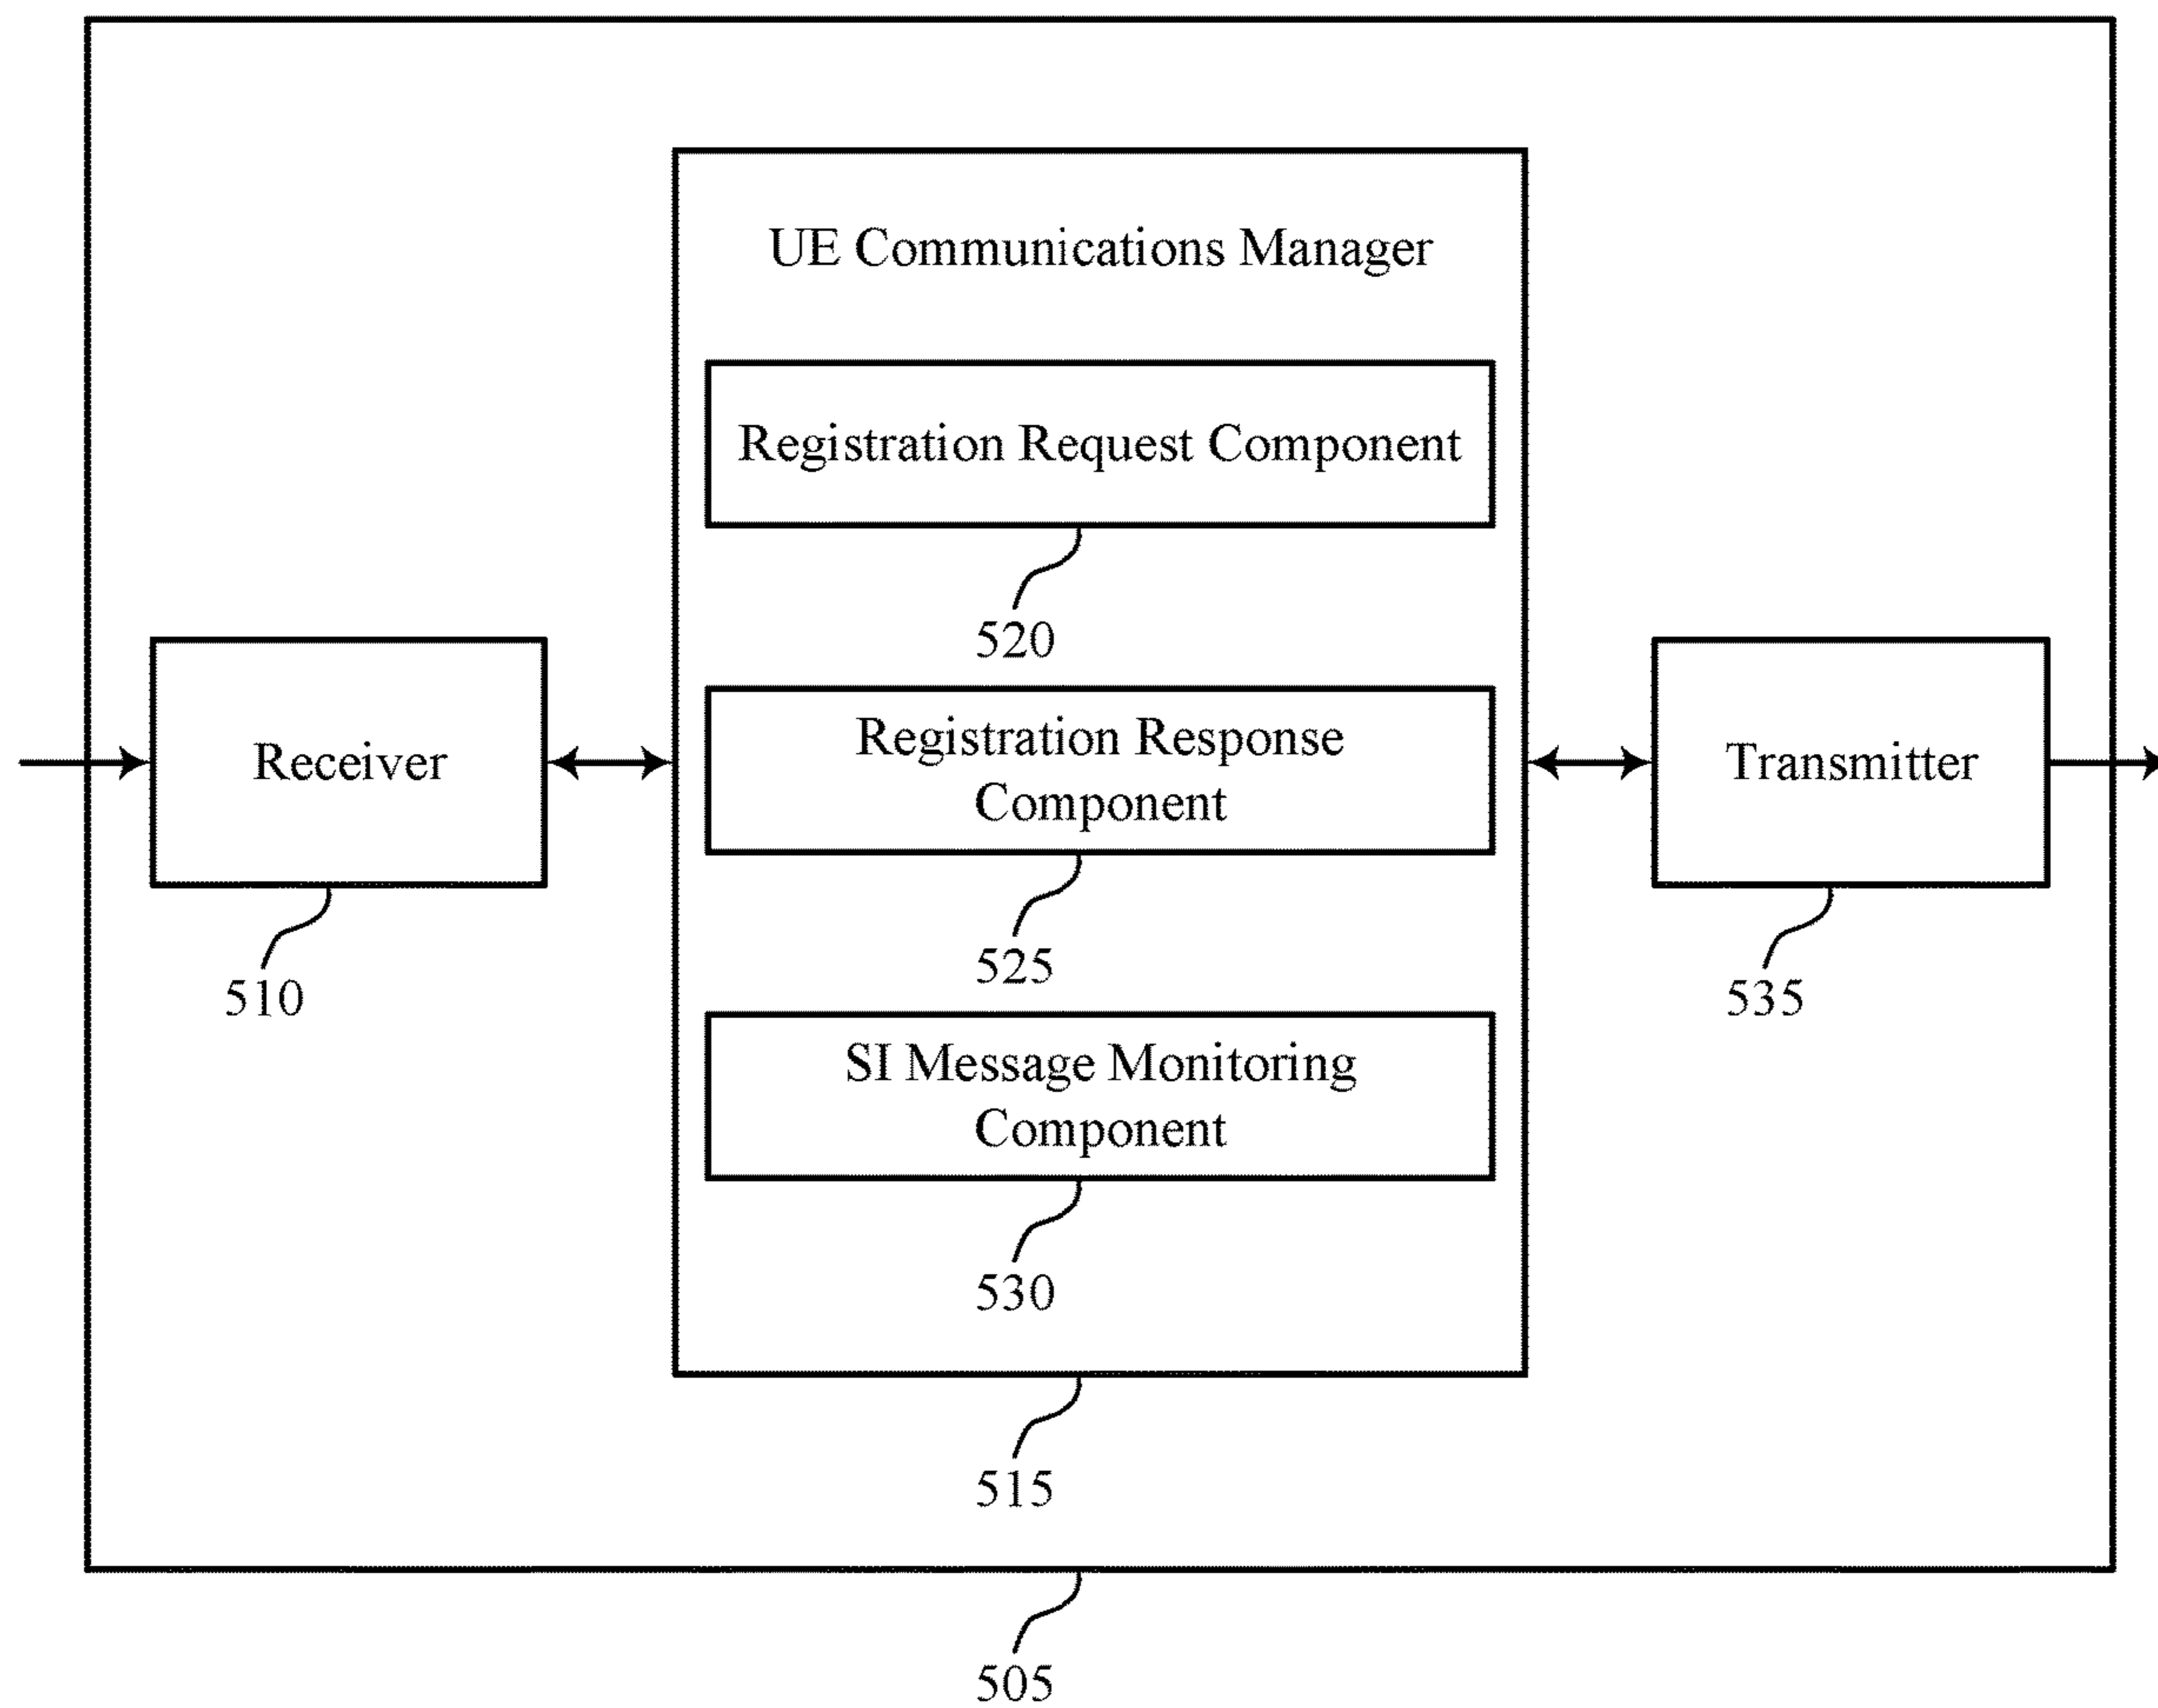 UE Communications Manager
Registration Request Component
520
Receiver
510
Registration Response
Component
525
Transmitter
535
SI Message Monitoring
Component
530
515
505